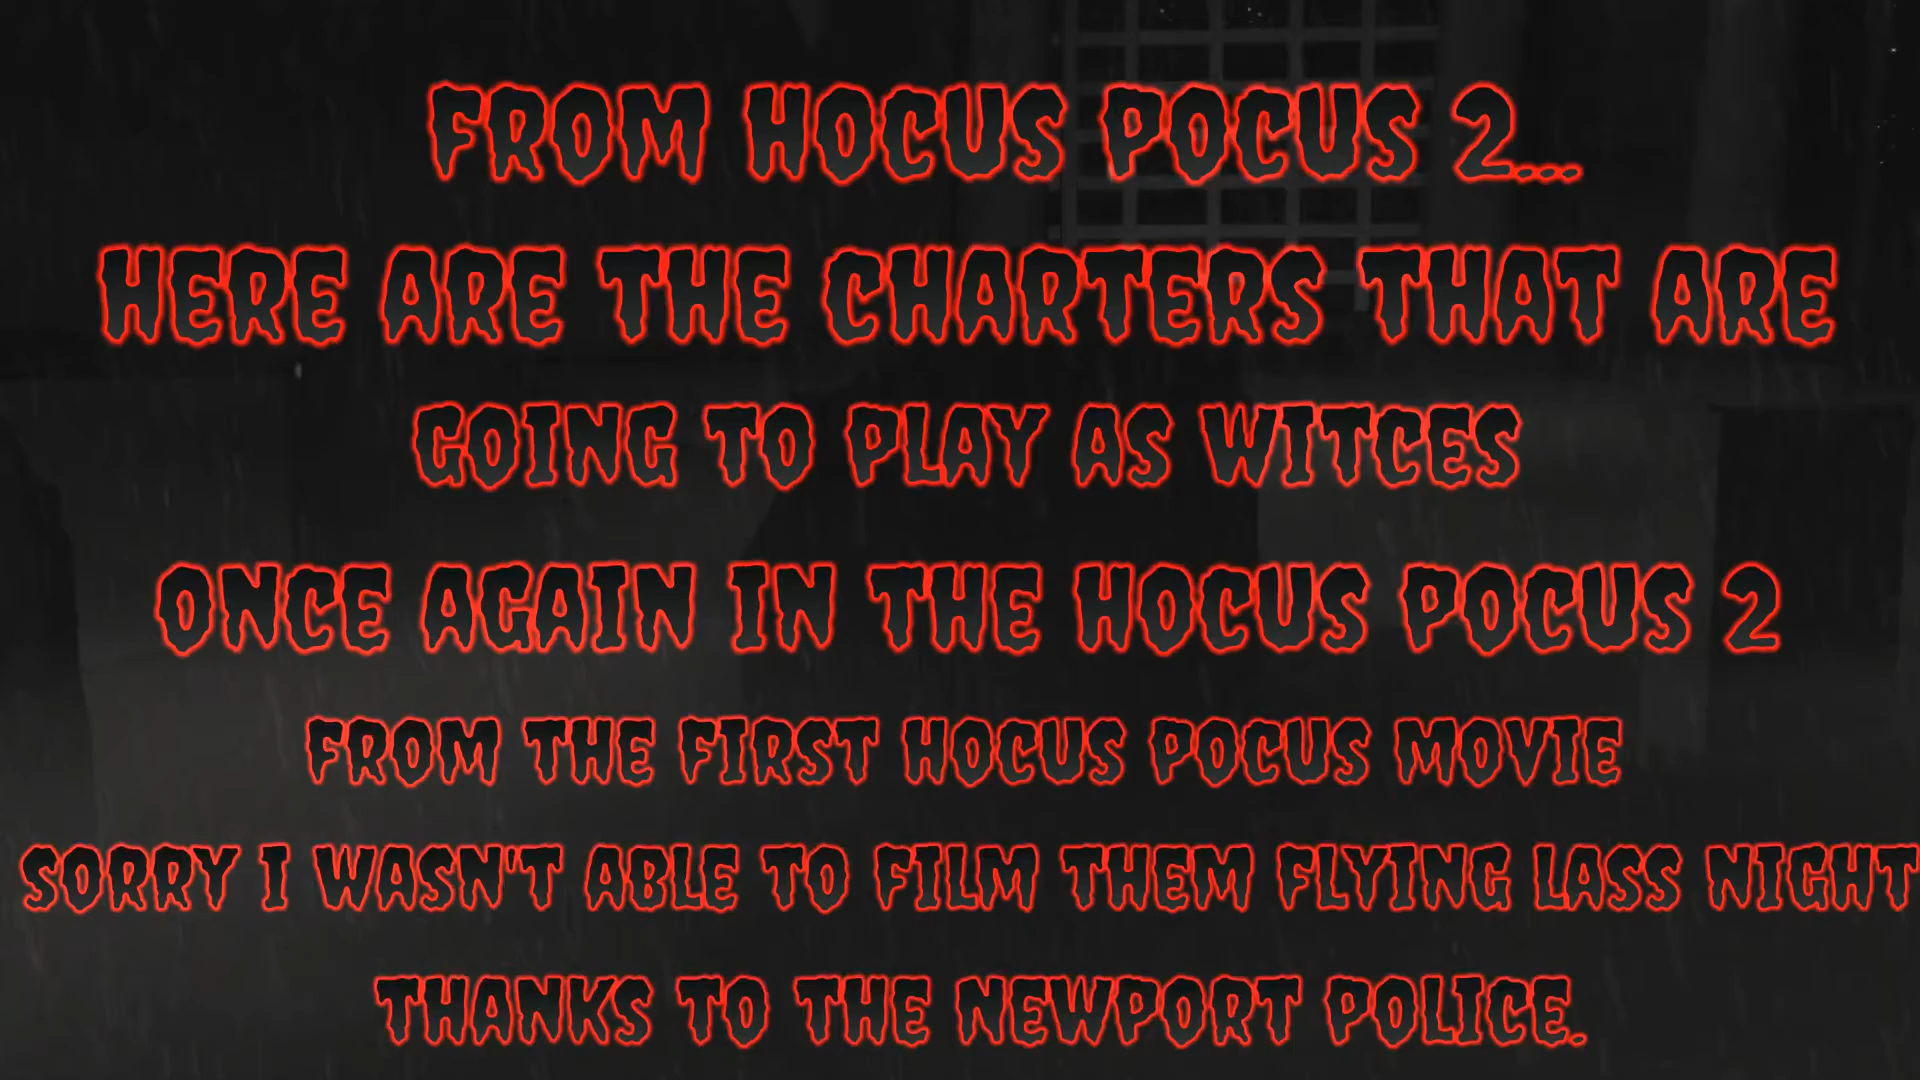 FROM HOCUS POCUS 2...
HERE ARE THE CHARTERS THAT ARE
GOING TO PLAY AS WITCES
ONCE AGAIN IN THE HOCUS POCUS 2
FROM THE FIRST HOCUS POCUS MOVIE
SORRY I WASN'T ABLE TO FILM THEM FLYING LASS NIGHT
THANKS TO THE NEWPORT POLICE.